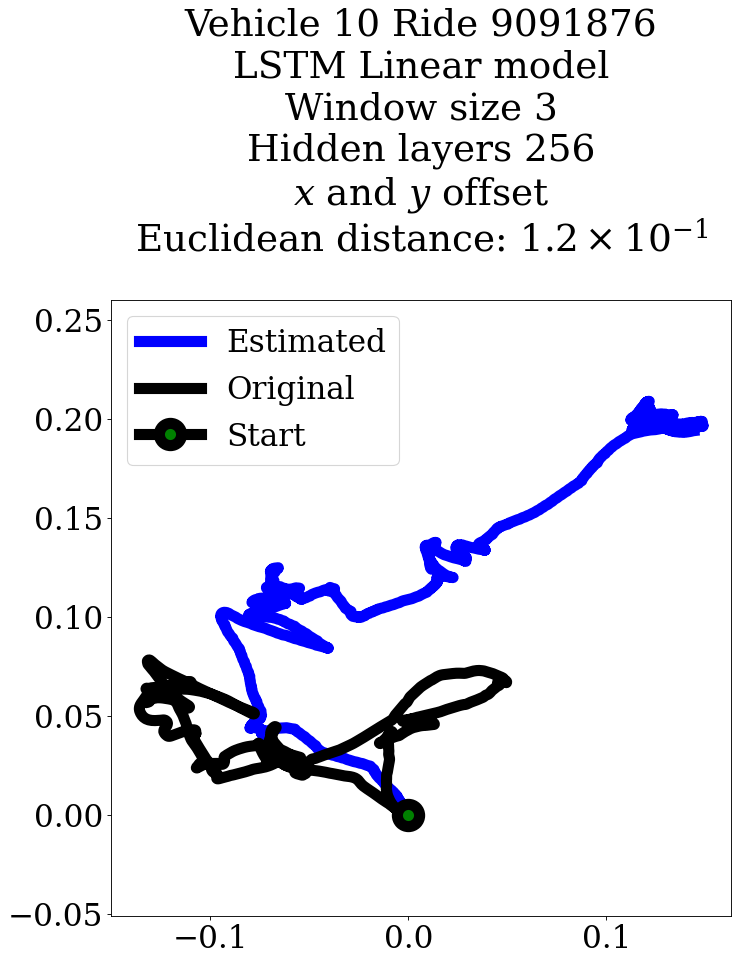 Vehicle 10 Ride 9091876
LSTM Linear model
Window size 3
Hidden layers 256
x and y offset
Euclidean distance: 1.2 × 10⁻¹
0.25
0.20
0.15
0.10
0.05
0.00
−0.05
Estimated
Original
Start
−0.1 0.0 0.1